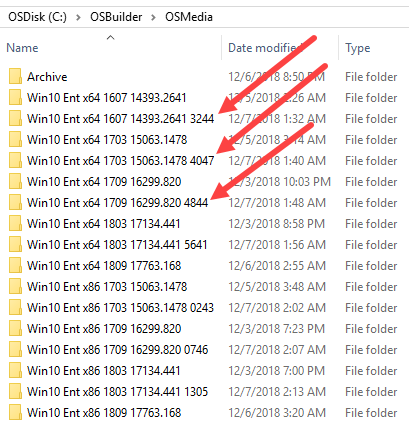 OSDisk (C:) > OSBuilder > OSMedia
Name Date modified Type
Archive 12/6/2018 8:50 PM File folder
Win10 Ent x64 1607 14393.2641 12/5/2018 2:26 AM File folder
Win10 Ent x64 1607 14393.2641 3244 12/7/2018 1:32 AM File folder
Win10 Ent x64 1703 15063.1478 12/5/2018 3:14 AM File folder
Win10 Ent x64 1703 15063.1478 4047 12/7/2018 1:40 AM File folder
Win10 Ent x64 1709 16299.820 12/3/2018 10:03 PM File folder
Win10 Ent x64 1709 16299.820 4844 12/7/2018 1:48 AM File folder
Win10 Ent x64 1803 17134.441 12/3/2018 8:58 PM File folder
Win10 Ent x64 1803 17134.441 5641 12/7/2018 1:56 AM File folder
Win10 Ent x64 1809 17763.168 12/6/2018 2:55 AM File folder
Win10 Ent x86 1703 15063.1478 12/5/2018 3:48 AM File folder
Win10 Ent x86 1703 15063.1478 0243 12/7/2018 2:02 AM File folder
Win10 Ent x86 1709 16299.820 12/3/2018 7:23 PM File folder
Win10 Ent x86 1709 16299.820 0746 12/7/2018 2:07 AM File folder
Win10 Ent x86 1803 17134.441 12/3/2018 7:00 PM File folder
Win10 Ent x86 1803 17134.441 1305 12/7/2018 2:13 AM File folder
Win10 Ent x86 1809 17763.168 12/6/2018 3:20 AM File folder